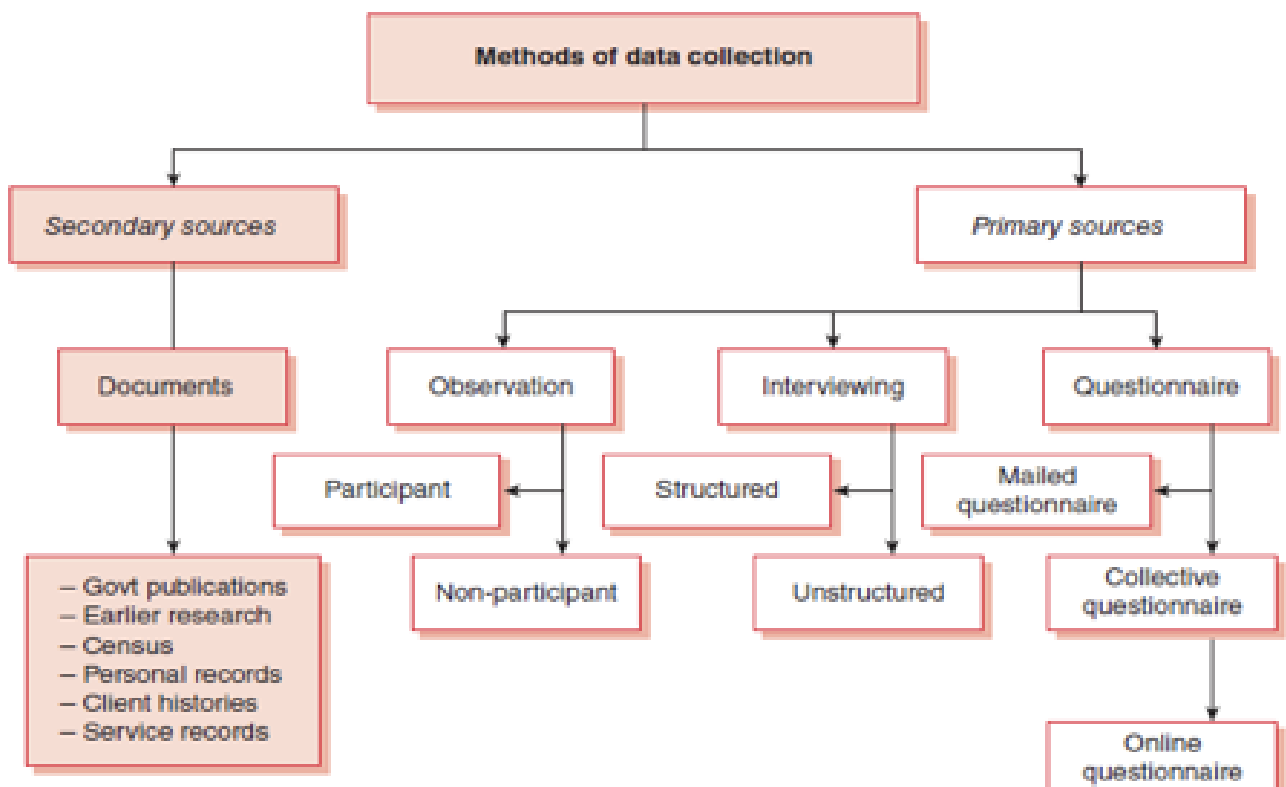 Methods of data collection
Secondary sources
Primary sources
Documents
Observation
Interviewing
Questionnaire
Participant
Structured
Mailed
questionnaire
– Govt publications
– Earlier research
– Census
– Personal records
– Client histories
– Service records
Non-participant
Unstructured
Collective
questionnaire
Online
questionnaire